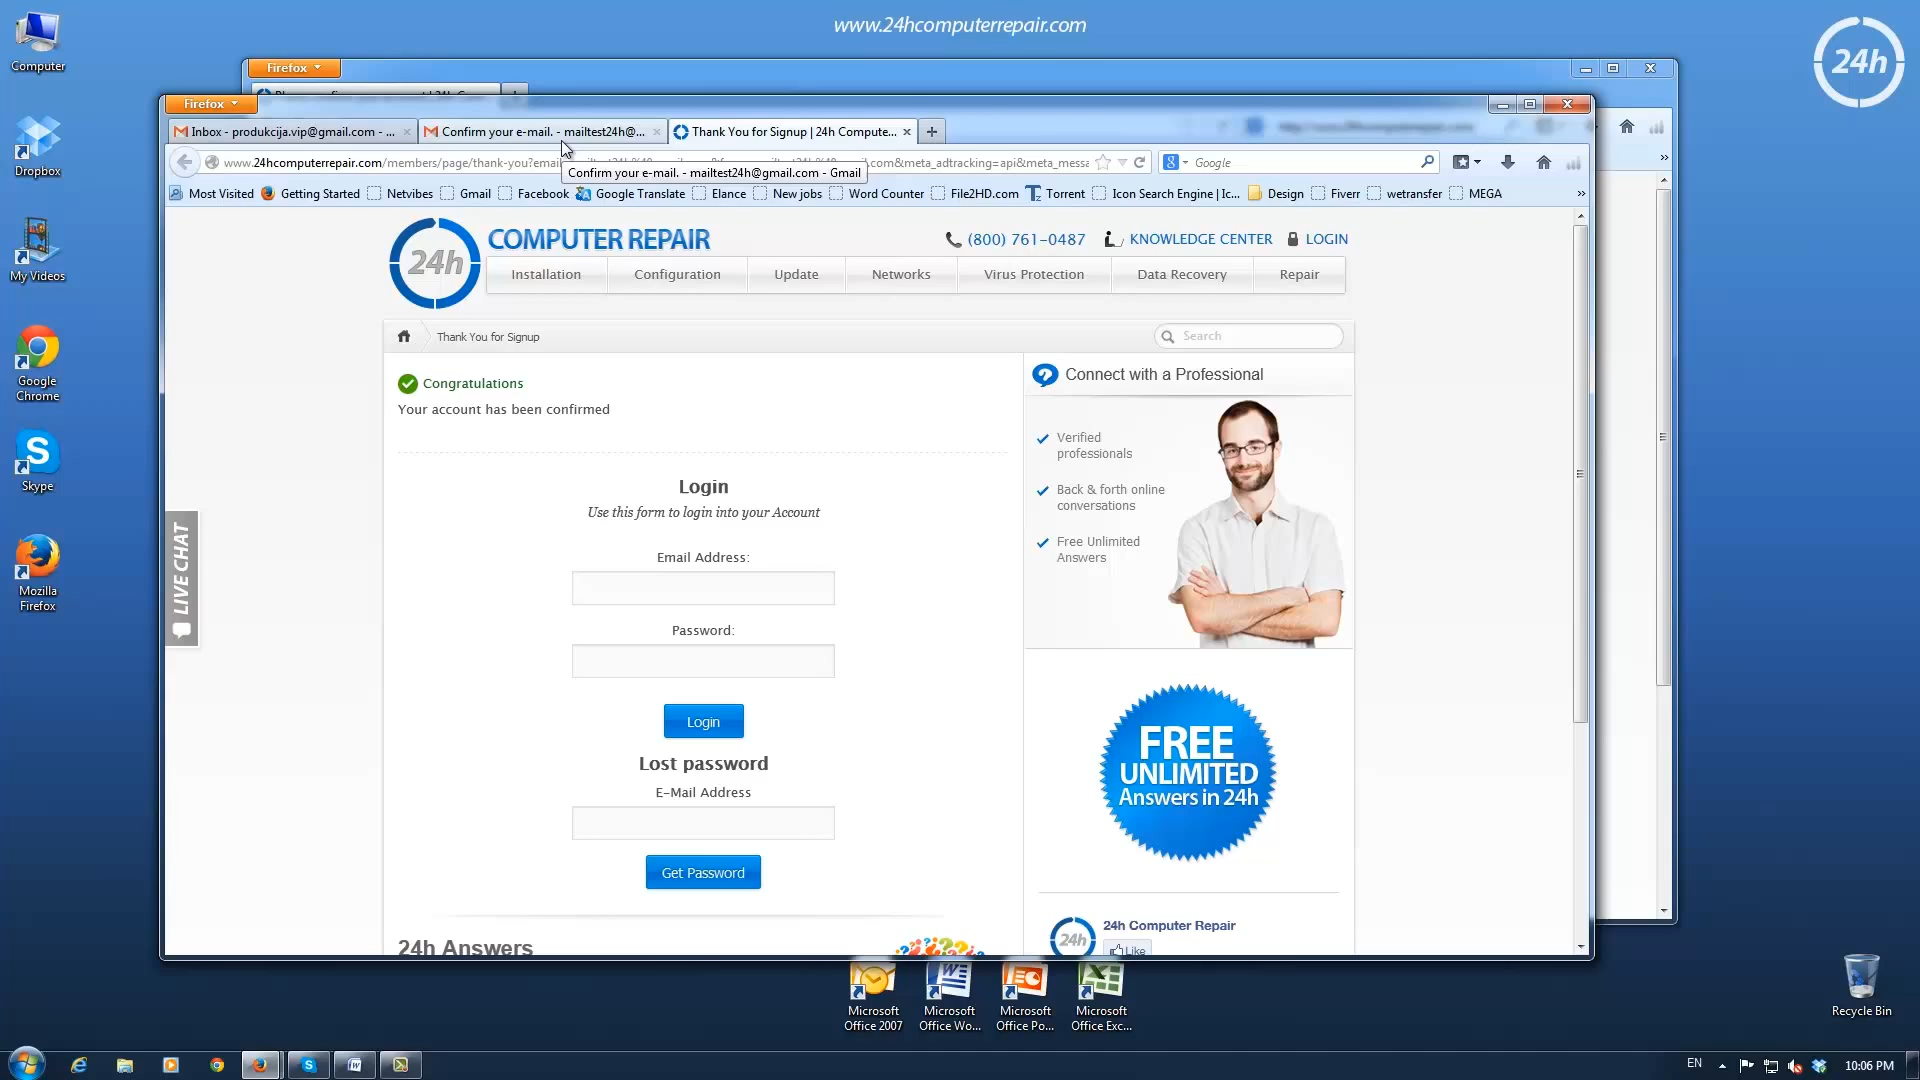 www.24hcomputerrepair.com
24h
Computer
Dropbox
My Videos
Google
Chrome
Skype
Mozilla
Firefox
Firefox
Firefox
Inbox - produkcija.vip@gmail.com - ...
Confirm your e-mail. - mailtest24h@...
Thank You for Signup | 24h Compute...
www.24hcomputerrepair.com/members/page/thank-you?emai
.com&meta_adtracking=api&meta_messa
Google
Confirm your e-mail. - mailtest24h@gmail.com - Gmail
Most Visited
Getting Started
Netvibes
Gmail
Facebook
Google Translate
Elance
New jobs
Word Counter
File2HD.com
Torrent
Icon Search Engine | Ic...
Design
Fiverr
wetransfer
MEGA
24h
COMPUTER REPAIR
(800) 761-0487
KNOWLEDGE CENTER
LOGIN
Installation
Configuration
Update
Networks
Virus Protection
Data Recovery
Repair
Thank You for Signup
Search
Congratulations
Your account has been confirmed
Login
Use this form to login into your Account
Email Address:
Password:
Login
Lost password
E-Mail Address
Get Password
24h Answers
LIVE CHAT
Connect with a Professional
Verified
professionals
Back & forth online
conversations
Free Unlimited
Answers
FREE
UNLIMITED
Answers in 24h
24h
24h Computer Repair
Like
Microsoft
Office 2007
Microsoft
Office Wo...
Microsoft
Office Po...
Microsoft
Office Exc...
Recycle Bin
EN
10:06 PM